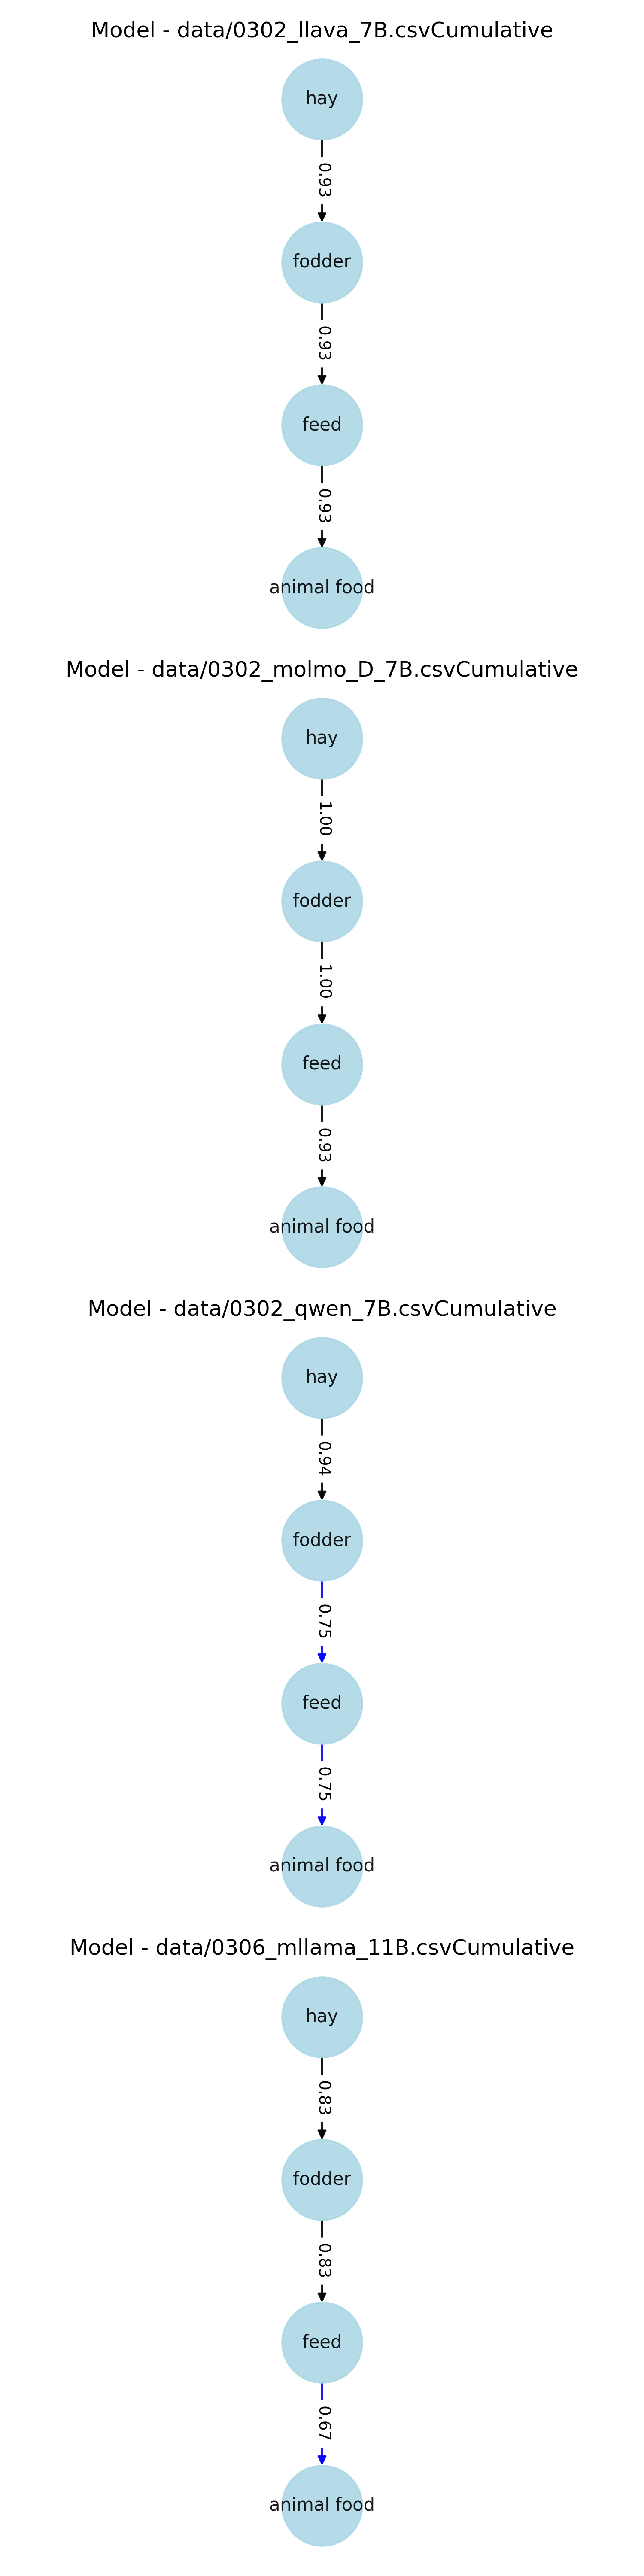 Model - data/0302_llava_7B.csvCumulative
hay
0.93
fodder
0.93
feed
0.93
animal food
Model - data/0302_molmo_D_7B.csvCumulative
hay
1.00
fodder
1.00
feed
0.93
animal food
Model - data/0302_qwen_7B.csvCumulative
hay
0.94
fodder
0.75
feed
0.75
animal food
Model - data/0306_mllama_11B.csvCumulative
hay
0.83
fodder
0.83
feed
0.67
animal food